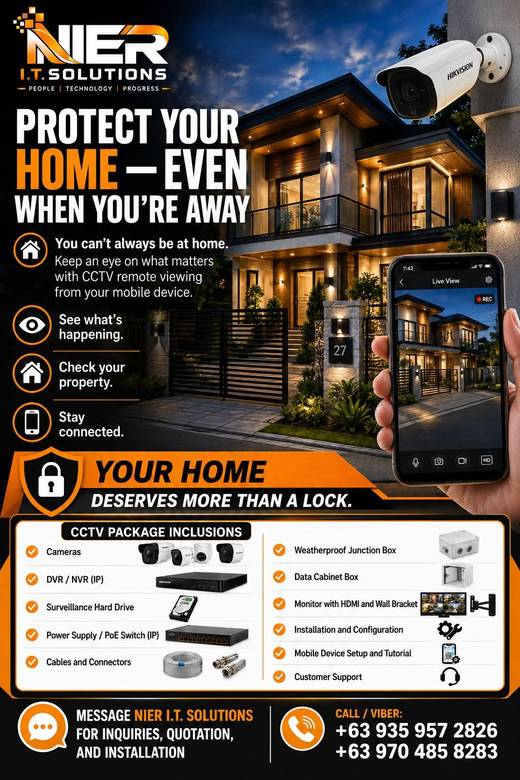 NIER
I.T. SOLUTIONS
PEOPLE | TECHNOLOGY | PROGRESS
HIKVISION
PROTECT YOUR
HOME — EVEN
WHEN YOU'RE AWAY
You can't always be at home.
Keep an eye on what matters
with CCTV remote viewing
from your mobile device.
See what's
happening.
Check your
property.
Stay
connected.
27
7:42
Live View
REC
HD
YOUR HOME
DESERVES MORE THAN A LOCK.
CCTV PACKAGE INCLUSIONS
Cameras
DVR / NVR (IP)
Surveillance Hard Drive
Power Supply / PoE Switch (IP)
Cables and Connectors
Weatherproof Junction Box
Data Cabinet Box
Monitor with HDMI and Wall Bracket
Installation and Configuration
Mobile Device Setup and Tutorial
Customer Support
MESSAGE NIER I.T. SOLUTIONS
FOR INQUIRIES, QUOTATION,
AND INSTALLATION
CALL / VIBER:
+63 935 957 2826
+63 970 485 8283